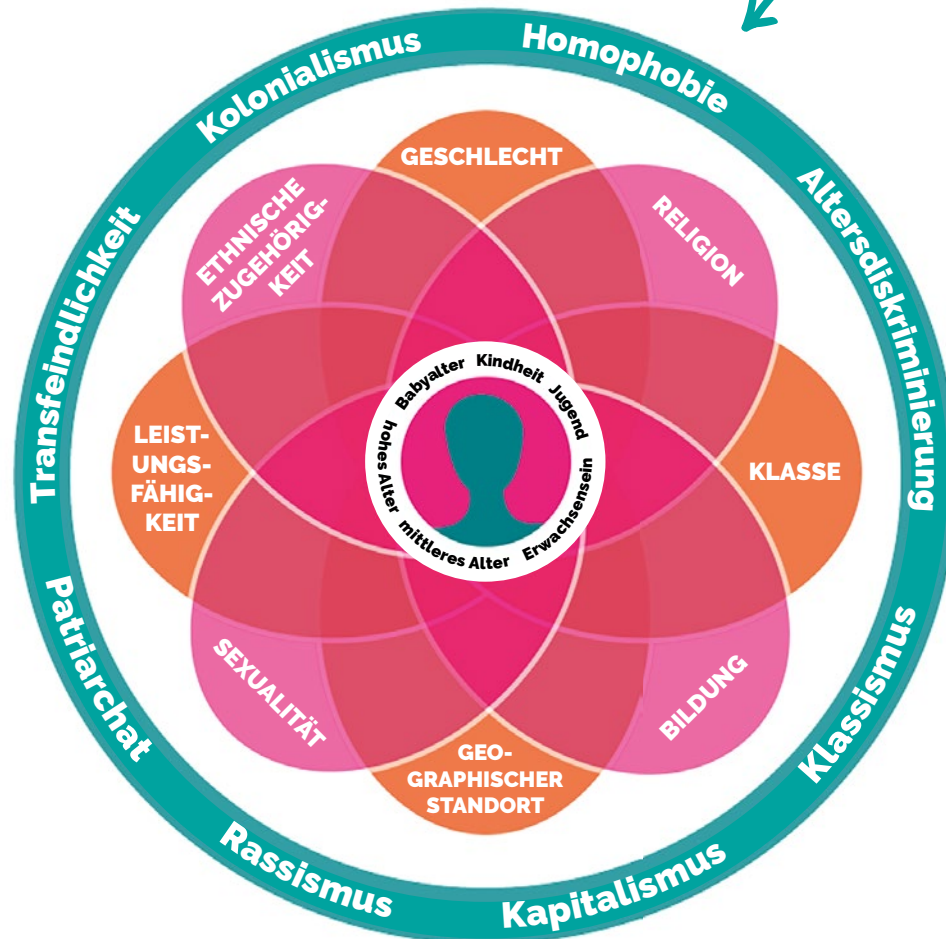 Kolonialismus
Homophobie
Altersdiskriminierung
Klassismus
Kapitalismus
Rassismus
Patriarchat
Transfeindlichkeit
GESCHLECHT
RELIGION
KLASSE
BILDUNG
GEO-
GRAPHISCHER
STANDORT
SEXUALITÄT
LEIST-
UNGS-
FÄHIG-
KEIT
ETHNISCHE
ZUGEHÖRIG-
KEIT
Babyalter
Kindheit
Jugend
Erwachsensein
mittleres Alter
hohes Alter